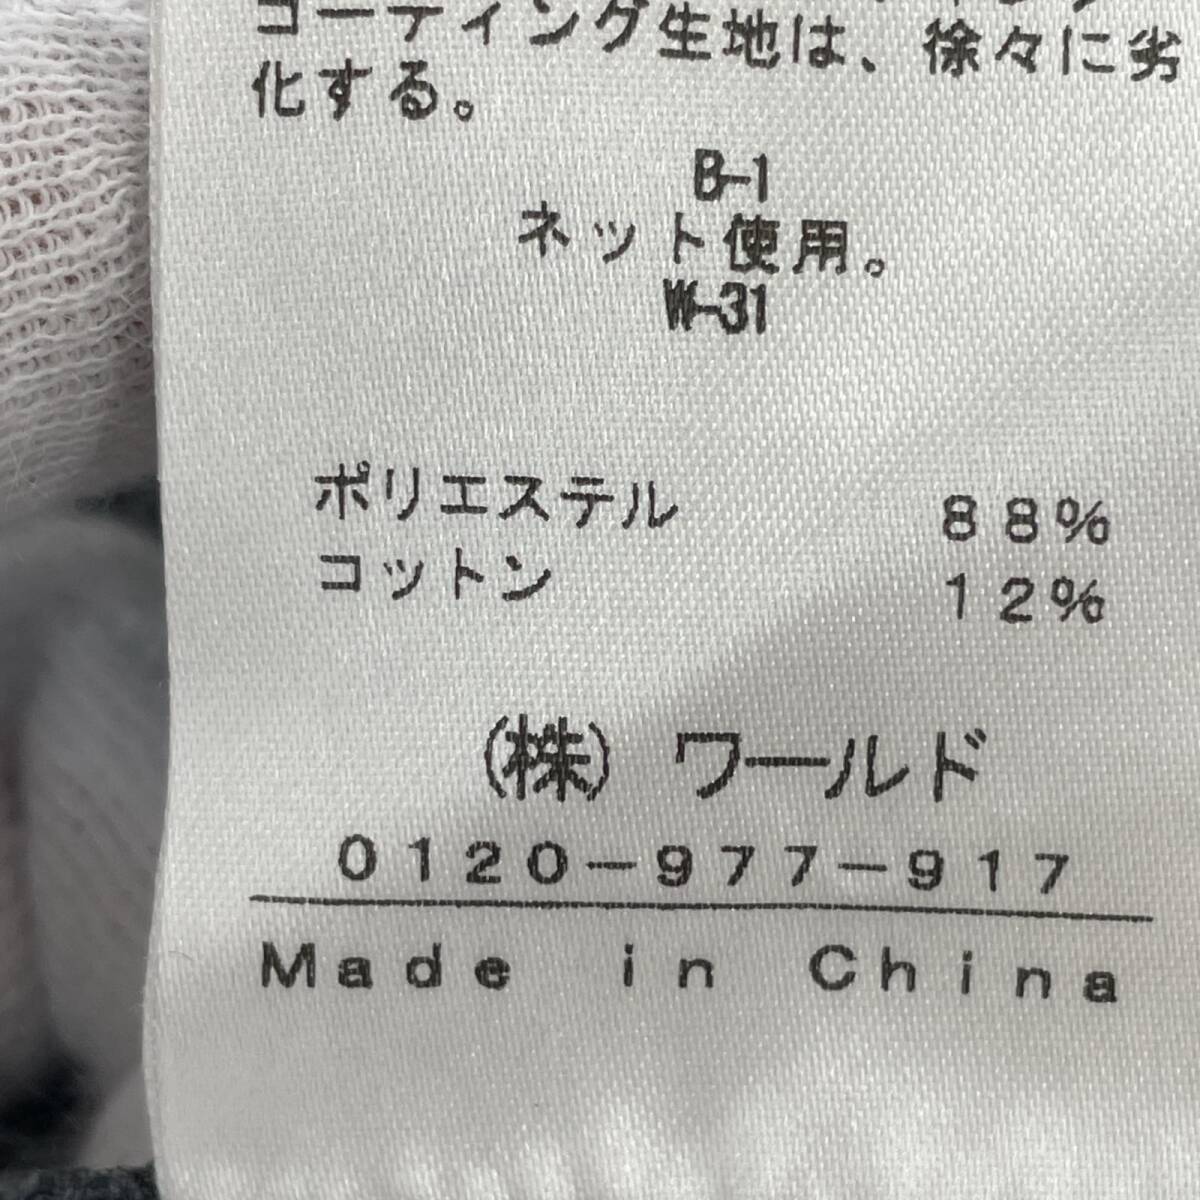 コーティング生地は、徐々に劣
化する。
B-1
ネット使用。
W-31
ポリエステル 88%
コットン 12%
(株) ワールド
0120-977-917
Made in China